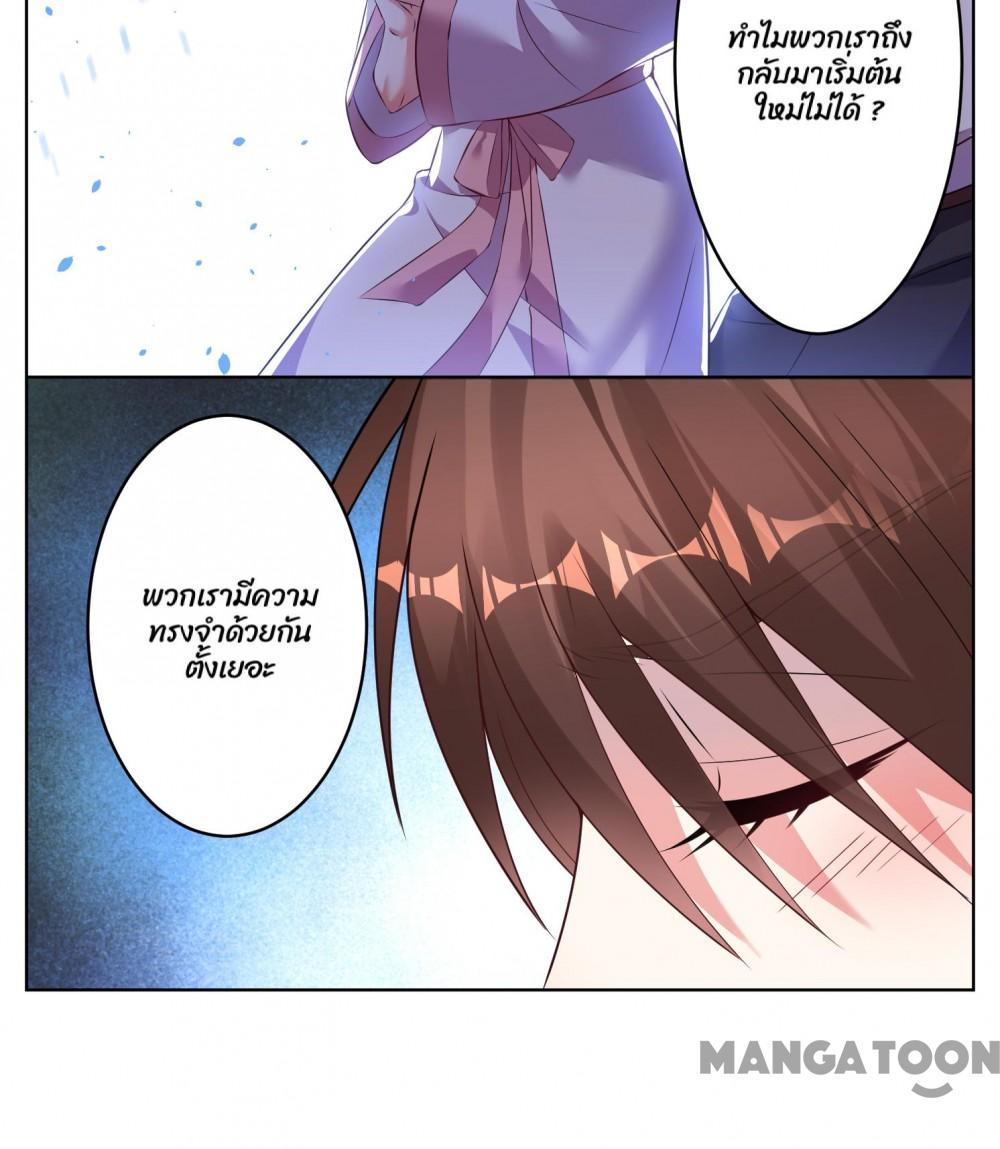 ทำไมพวกเราถึง
กลับมาเริ่มต้น
ใหม่ไม่ได้ ?
พวกเรามีความ
ทรงจำด้วยกัน
ตั้งเยอะ
MANGATOON